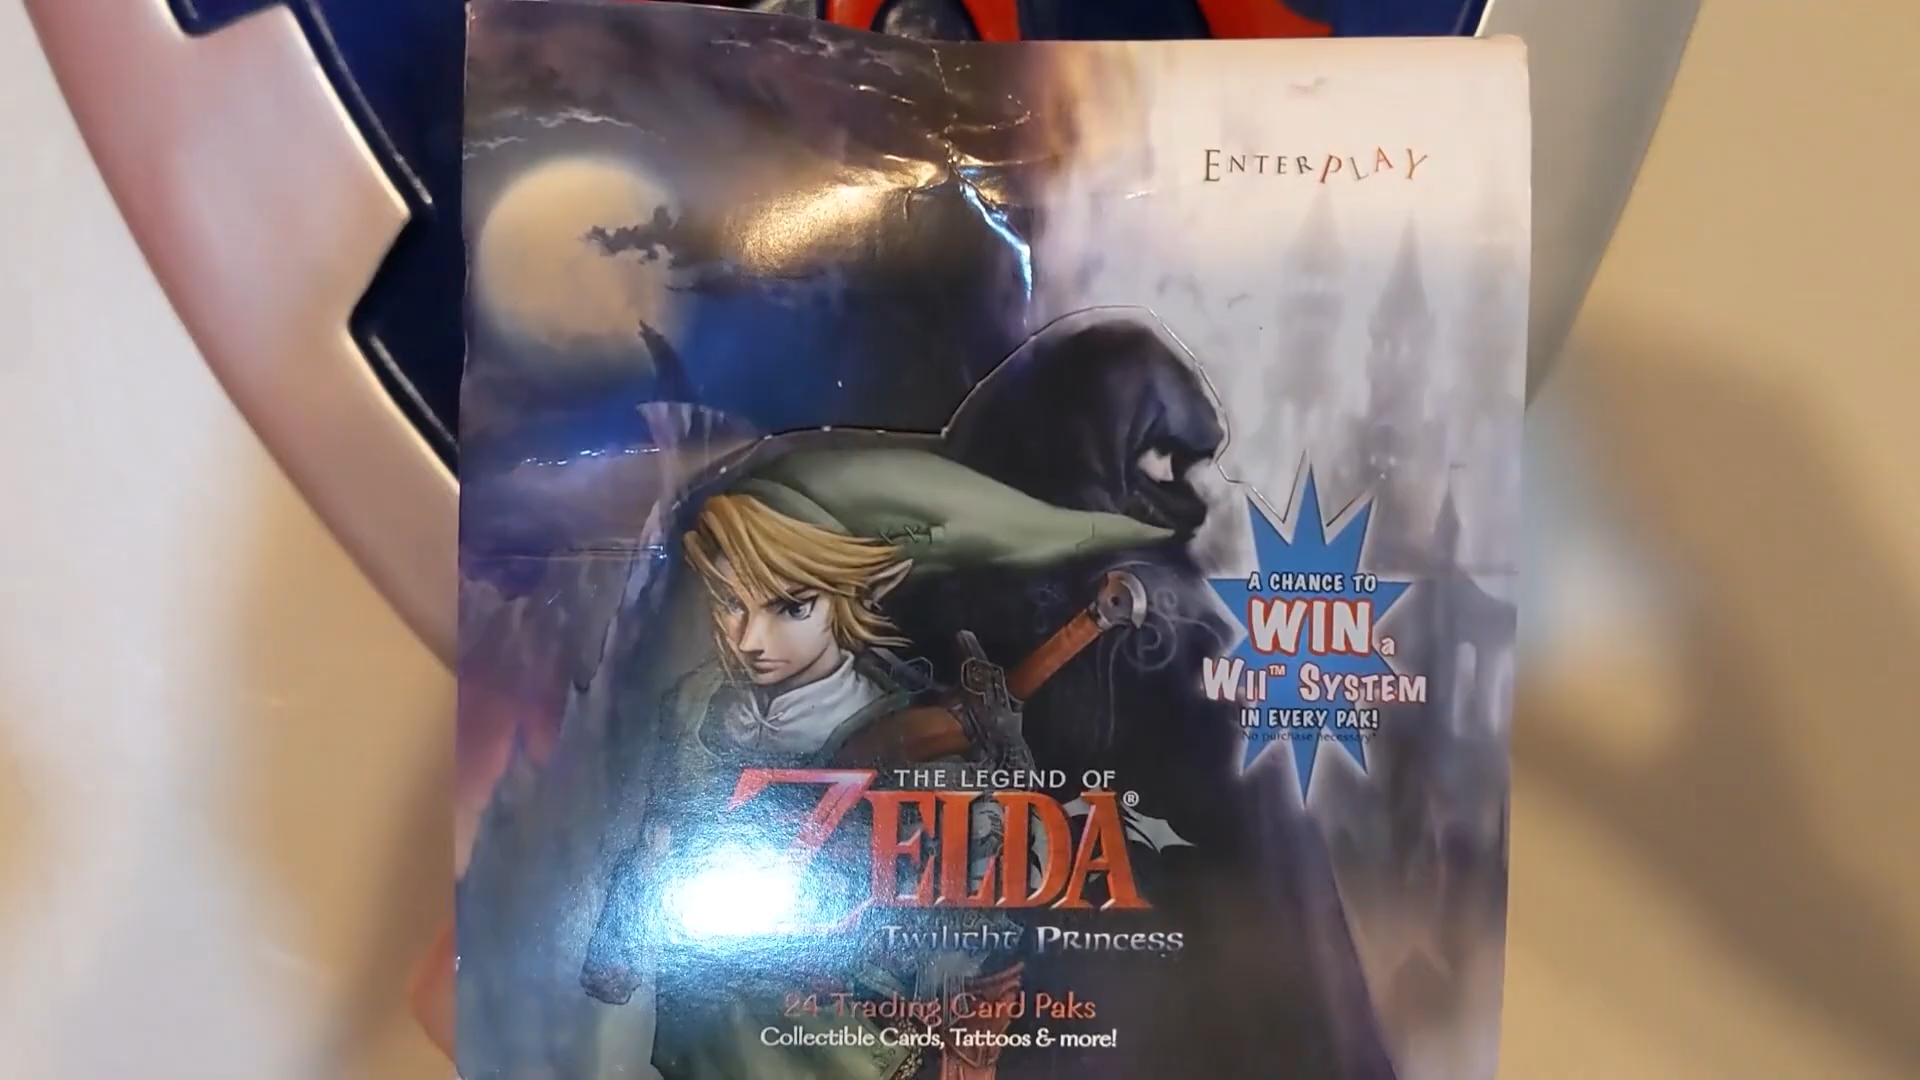 ENTERPLAY
A CHANCE TO
WIN a
Wii™ SYSTEM
IN EVERY PAK!
No purchase necessary*
THE LEGEND OF
ZELDA®
Twilight Princess
24 Trading Card Paks
Collectible Cards, Tattoos & more!